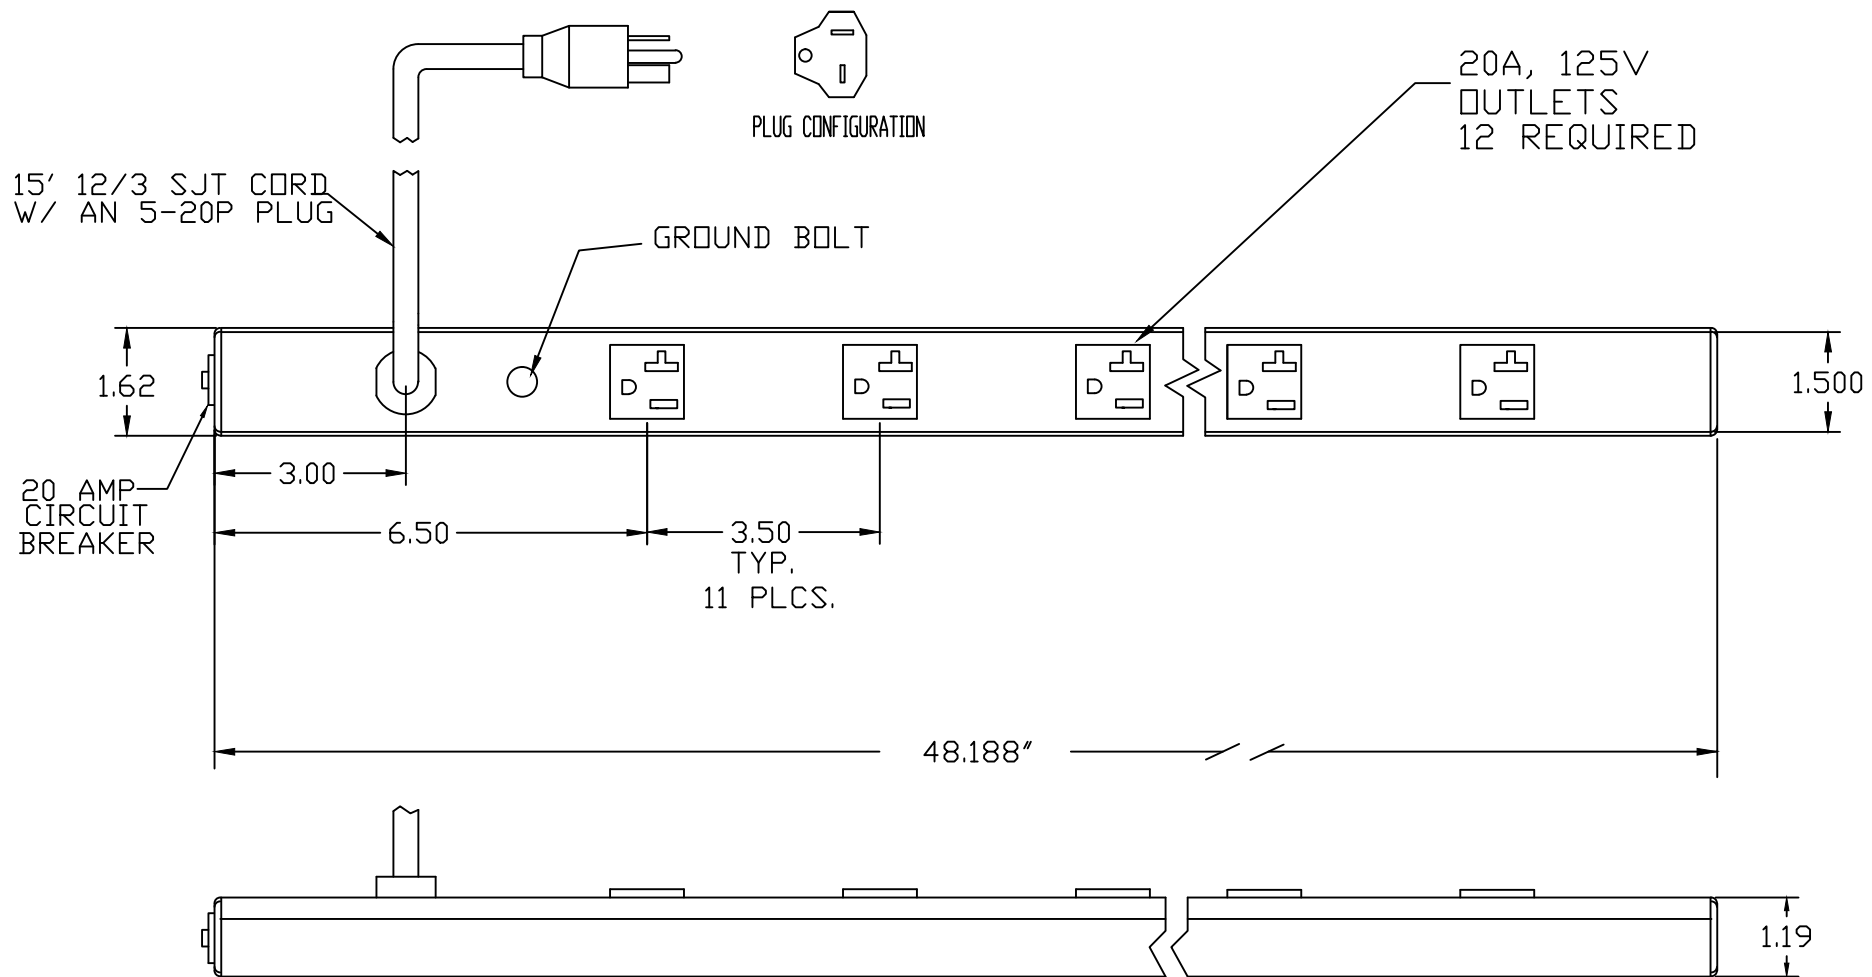 PLUG CONFIGURATION
20A, 125V
OUTLETS
12 REQUIRED
15' 12/3 SJT CORD
W/ AN 5-20P PLUG
GROUND BOLT
1.62
1.500
3.00
20 AMP
CIRCUIT
BREAKER
6.50
3.50
TYP.
11 PLCS.
48.188"
1.19